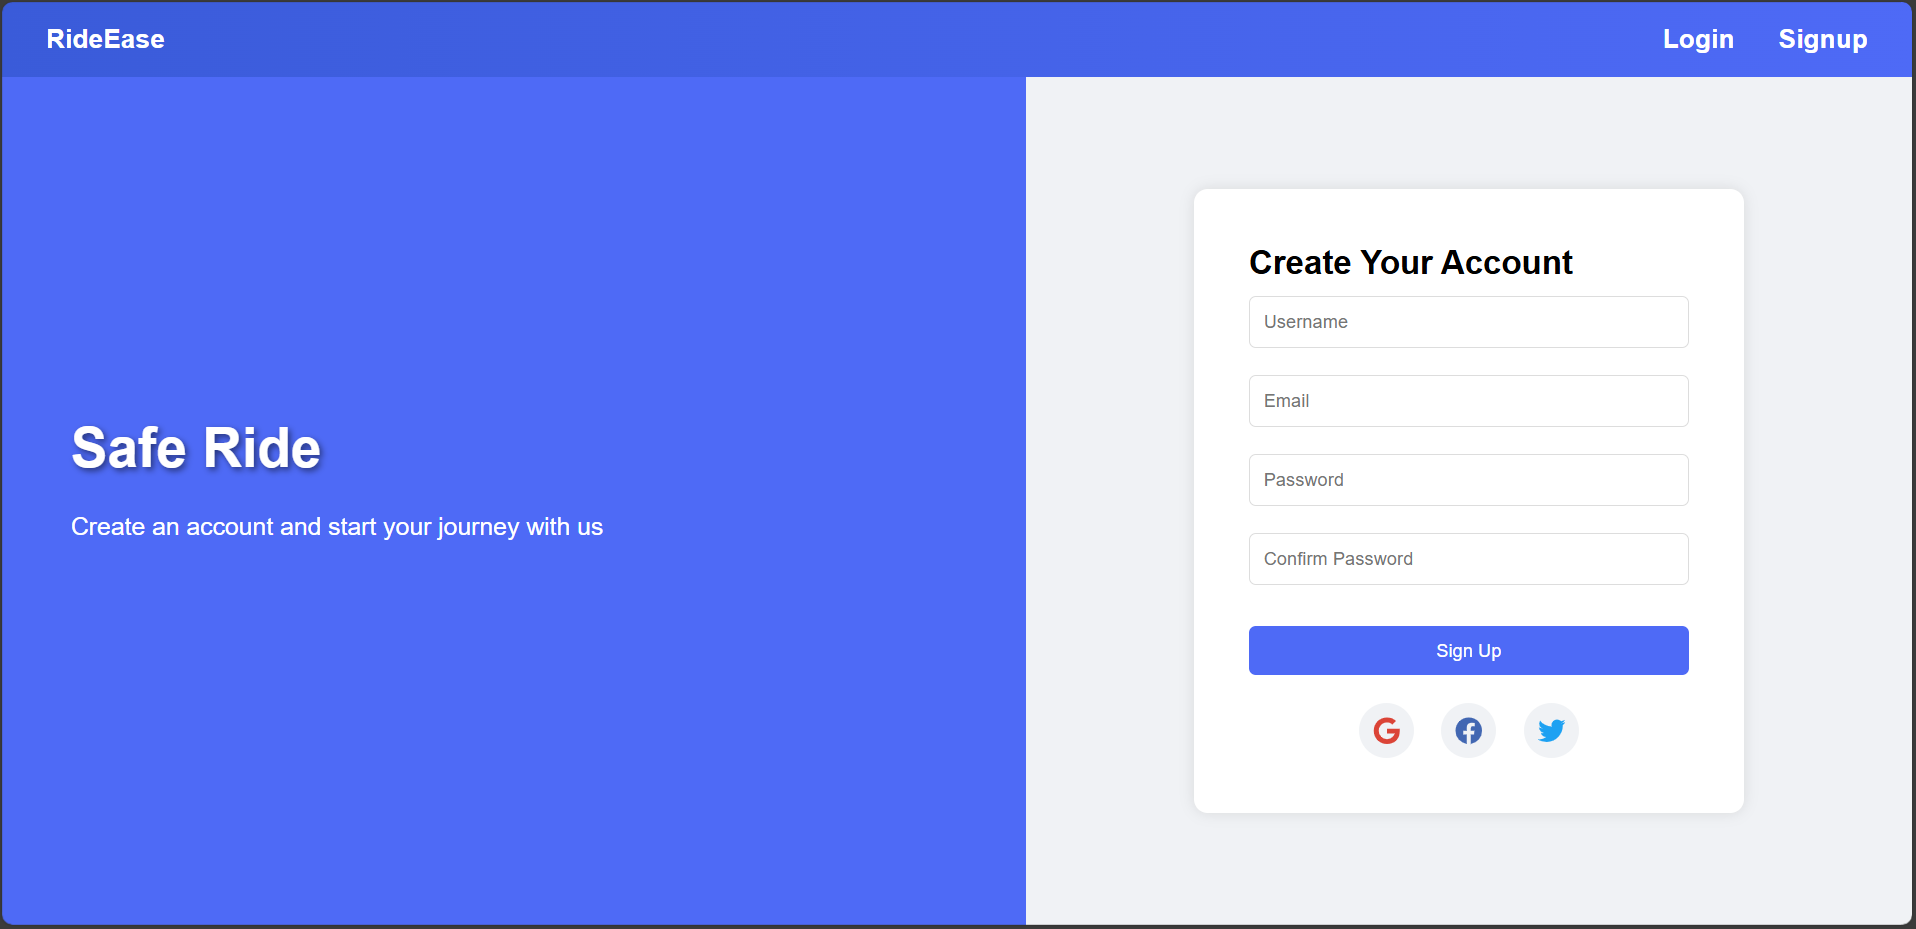 RideEase
Login Signup
Safe Ride
Create an account and start your journey with us
Create Your Account
Username
Email
Password
Confirm Password
Sign Up